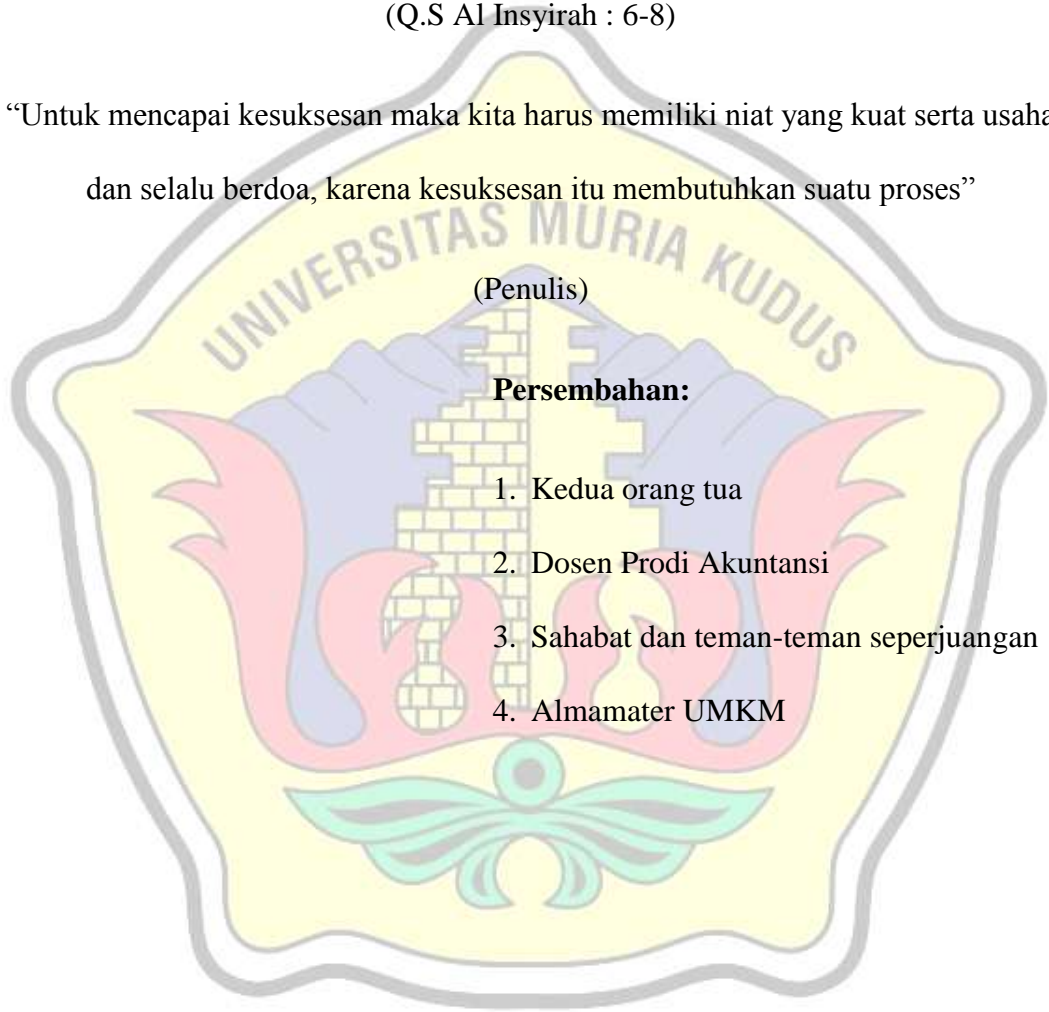 (Q.S Al Insyirah : 6-8)
“Untuk mencapai kesuksesan maka kita harus memiliki niat yang kuat serta usaha
dan selalu berdoa, karena kesuksesan itu membutuhkan suatu proses”
UNIVERSITAS MURIA KUDUS
(Penulis)
Persembahan:
1. Kedua orang tua
2. Dosen Prodi Akuntansi
3. Sahabat dan teman-teman seperjuangan
4. Almamater UMKM